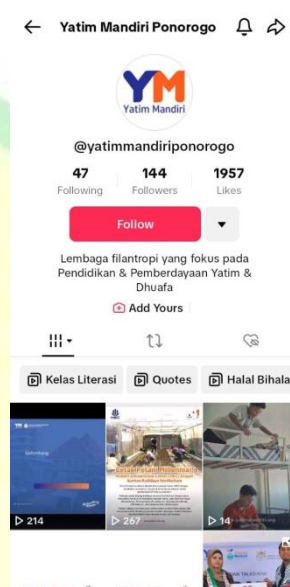 Yatim Mandiri Ponorogo
YM
Yatim Mandiri
@yatimmandiriponorogo
47 144 1957
Following Followers Likes
Follow
Lembaga filantropi yang fokus pada
Pendidikan & Pemberdayaan Yatim &
Dhuafa
Add Yours
Kelas Literasi Quotes Halal Bihala
214 267 14